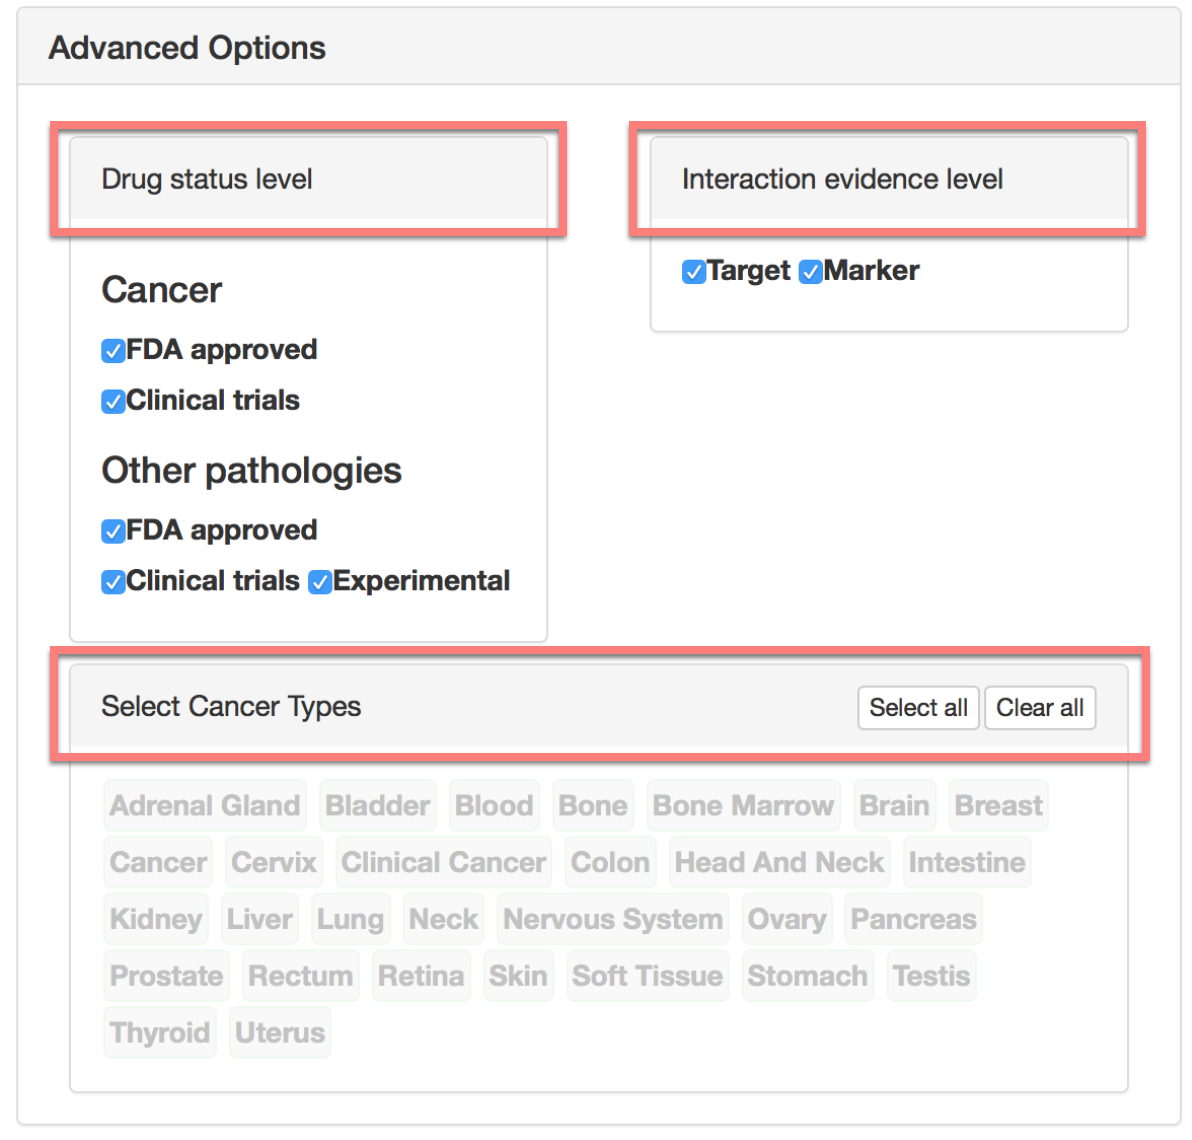 Advanced Options
Drug status level
Cancer
FDA approved
Clinical trials
Other pathologies
FDA approved
Clinical trials Experimental
Interaction evidence level
Target Marker
Select Cancer Types Select all Clear all
Adrenal Gland Bladder Blood Bone Bone Marrow Brain Breast
Cancer Cervix Clinical Cancer Colon Head And Neck Intestine
Kidney Liver Lung Neck Nervous System Ovary Pancreas
Prostate Rectum Retina Skin Soft Tissue Stomach Testis
Thyroid Uterus